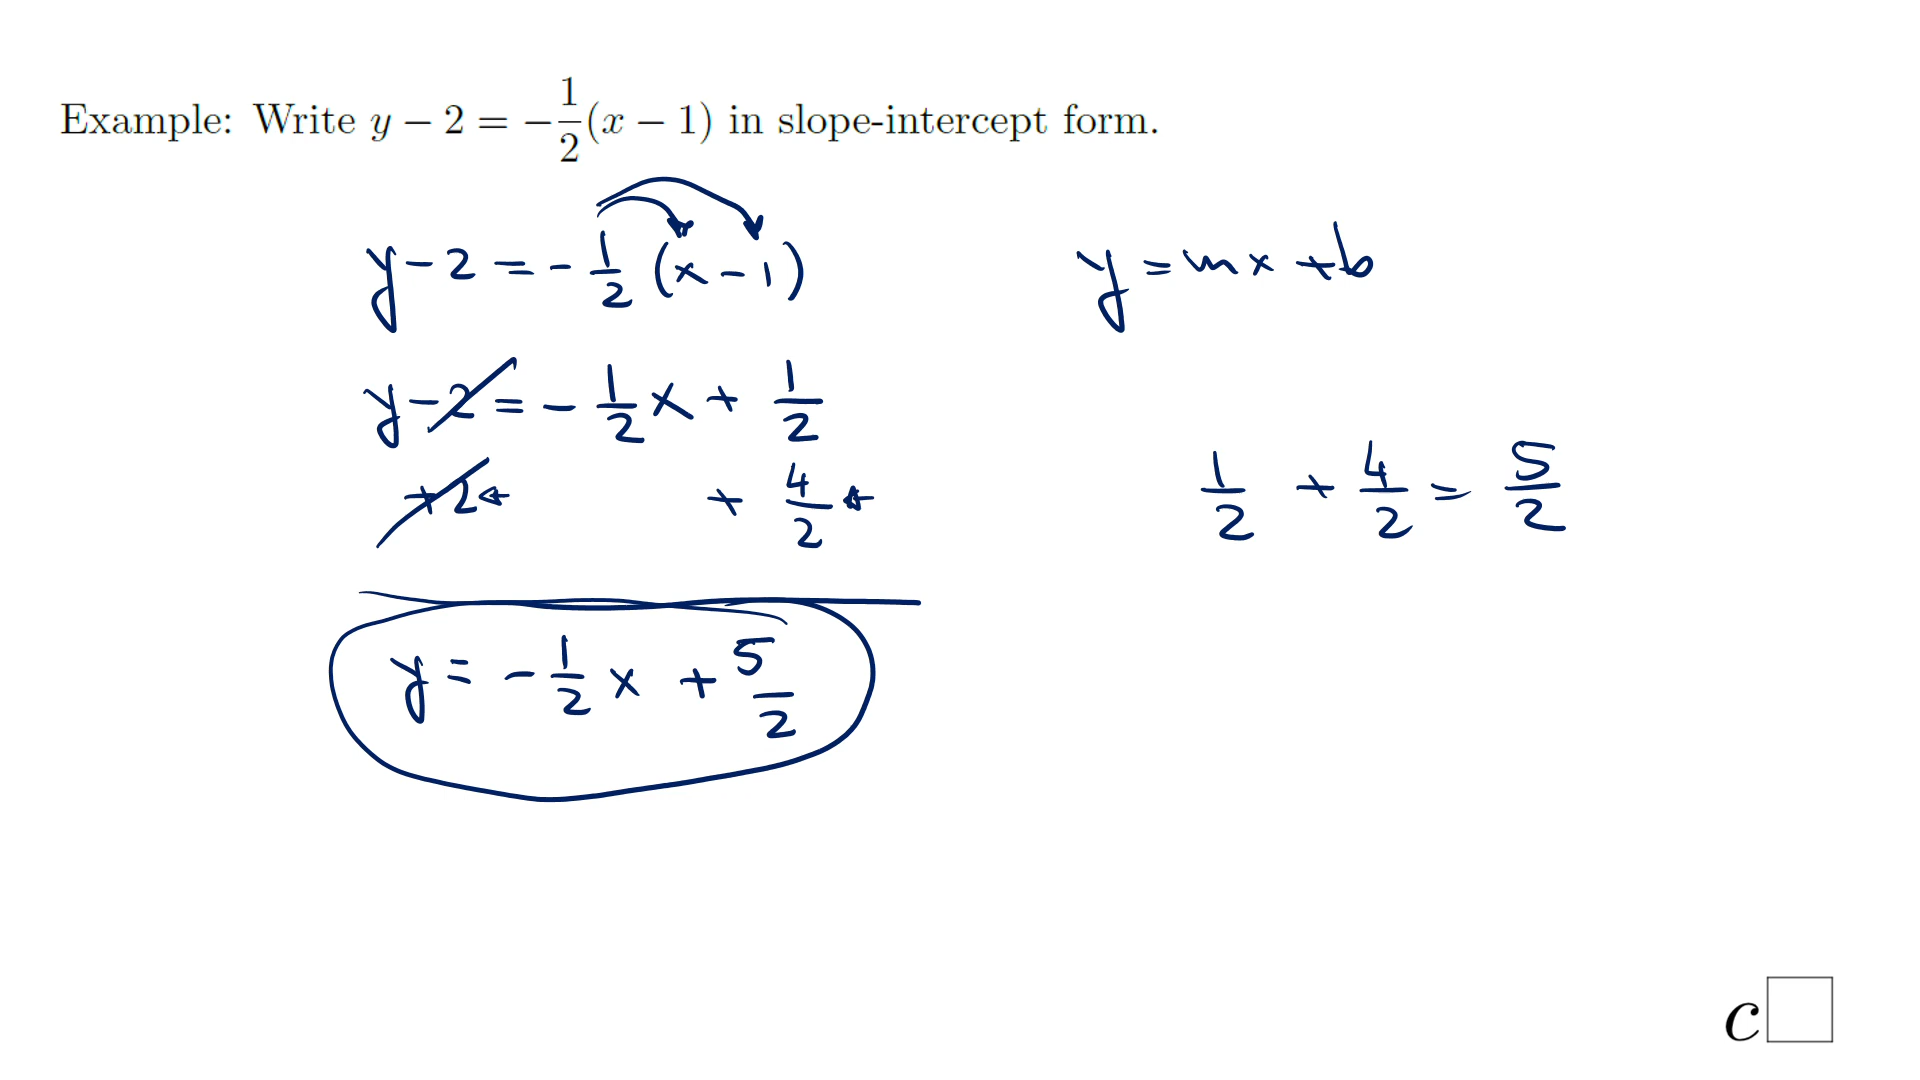 Example: Write y − 2 = −1/2(x − 1) in slope-intercept form.
y − 2 = − 1/2 (x − 1)
y = mx + b
y − 2 = − 1/2 x + 1/2
+ 2 + 4/2
1/2 + 4/2 = 5/2
y = − 1/2 x + 5/2
c